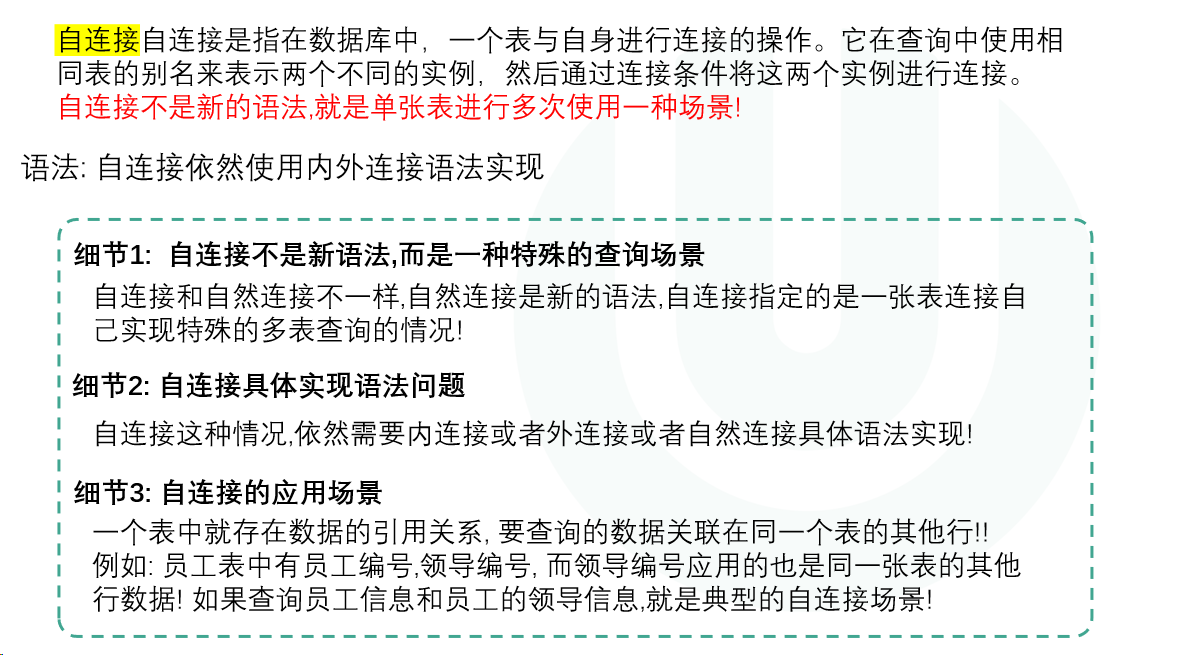 自连接自连接是指在数据库中，一个表与自身进行连接的操作。它在查询中使用相
同表的别名来表示两个不同的实例，然后通过连接条件将这两个实例进行连接。
自连接不是新的语法,就是单张表进行多次使用一种场景!
语法: 自连接依然使用内外连接语法实现
细节1: 自连接不是新语法,而是一种特殊的查询场景
自连接和自然连接不一样,自然连接是新的语法,自连接指定的是一张表连接自
己实现特殊的多表查询的情况!
细节2: 自连接具体实现语法问题
自连接这种情况,依然需要内连接或者外连接或者自然连接具体语法实现!
细节3: 自连接的应用场景
一个表中就存在数据的引用关系, 要查询的数据关联在同一个表的其他行!!
例如: 员工表中有员工编号,领导编号, 而领导编号应用的也是同一张表的其他
行数据! 如果查询员工信息和员工的领导信息,就是典型的自连接场景!